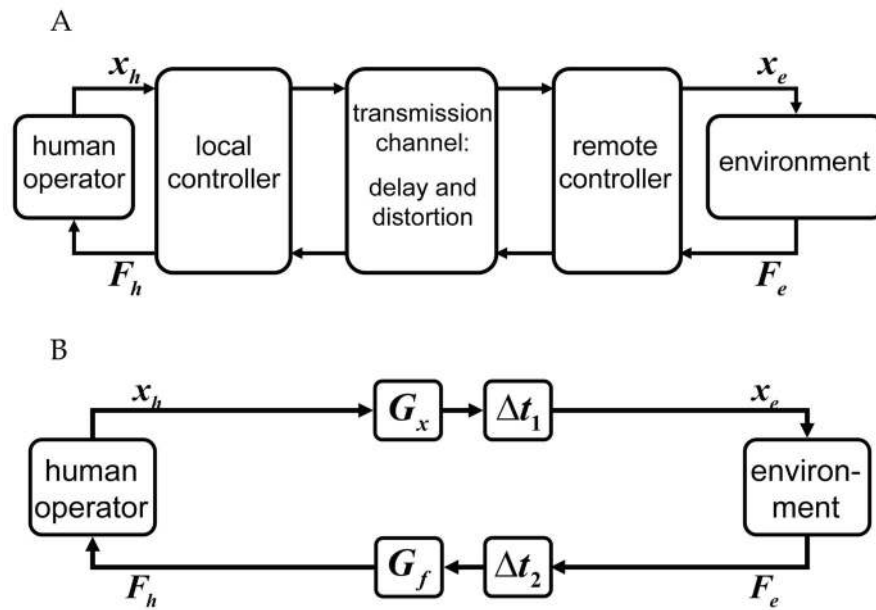 A
x_h
x_e
human
operator
local
controller
transmission
channel:
delay and
distortion
remote
controller
environment
F_h
F_e
B
x_h
G_x
Δt_1
x_e
human
operator
environ-
ment
F_h
G_f
Δt_2
F_e